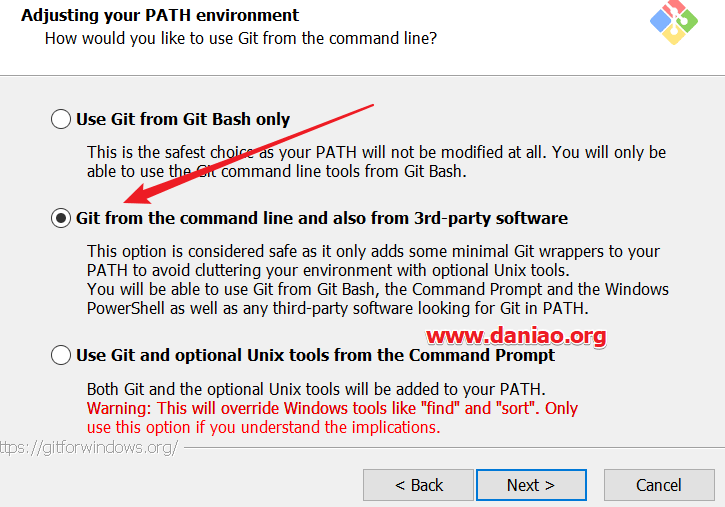 Adjusting your PATH environment
How would you like to use Git from the command line?
Use Git from Git Bash only
This is the safest choice as your PATH will not be modified at all. You will only be
able to use the Git command line tools from Git Bash.
Git from the command line and also from 3rd-party software
This option is considered safe as it only adds some minimal Git wrappers to your
PATH to avoid cluttering your environment with optional Unix tools.
You will be able to use Git from Git Bash, the Command Prompt and the Windows
PowerShell as well as any third-party software looking for Git in PATH.
www.daniao.org
Use Git and optional Unix tools from the Command Prompt
Both Git and the optional Unix tools will be added to your PATH.
Warning: This will override Windows tools like "find" and "sort". Only
use this option if you understand the implications.
ttps://gitforwindows.org/
< Back
Next >
Cancel